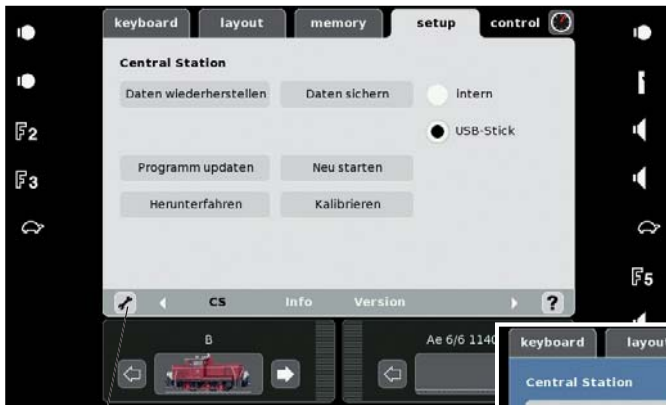 keyboard layout memory setup control
Central Station
Daten wiederherstellen Daten sichern intern
USB-Stick
F2
Programm updaten Neu starten
F3
Herunterfahren Kalibrieren
F5
CS Info Version ?
B Ae 6/6 1140
keyboard layout
Central Station